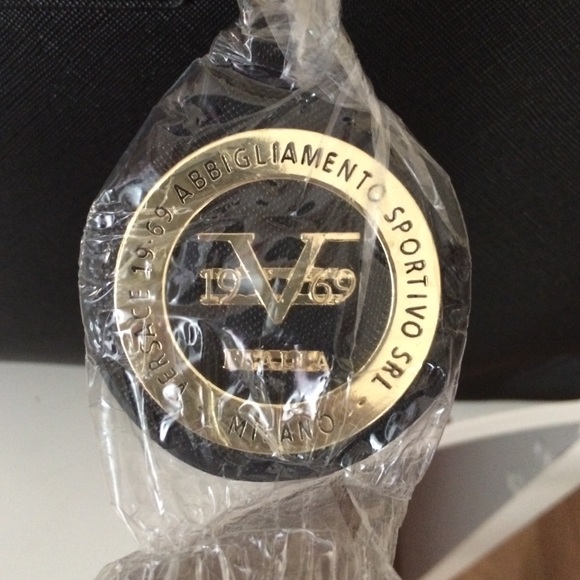 VERSACE 19·69 ABBIGLIAMENTO SPORTIVO SRL
· MILANO ·
V
19 69
ITALIA